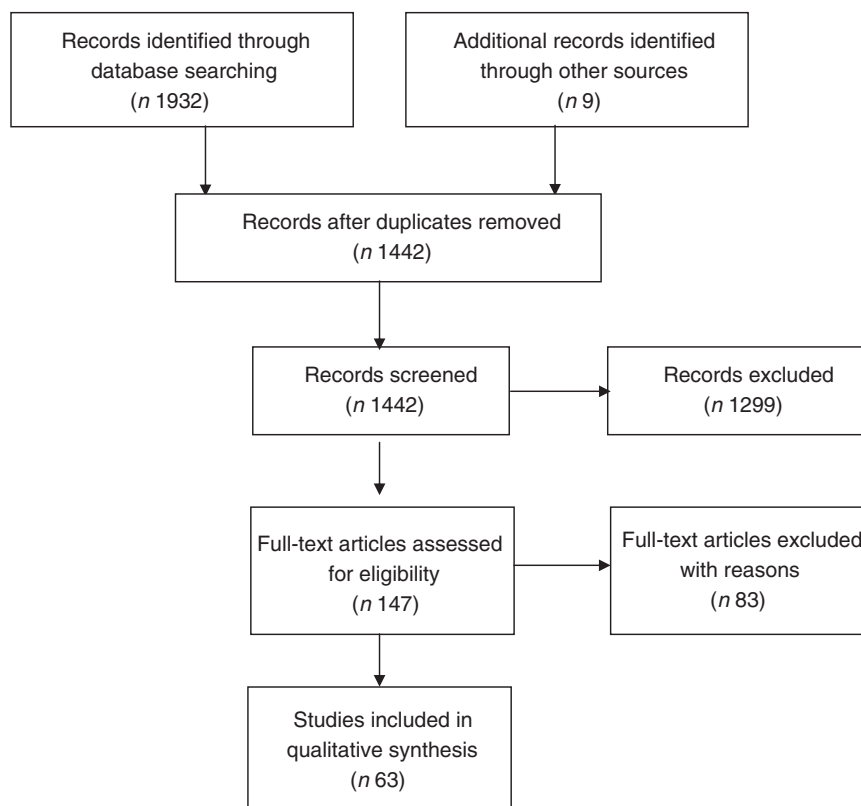 Records identified through
database searching
(n 1932)
Additional records identified
through other sources
(n 9)
Records after duplicates removed
(n 1442)
Records screened
(n 1442)
Records excluded
(n 1299)
Full-text articles assessed
for eligibility
(n 147)
Full-text articles excluded
with reasons
(n 83)
Studies included in
qualitative synthesis
(n 63)